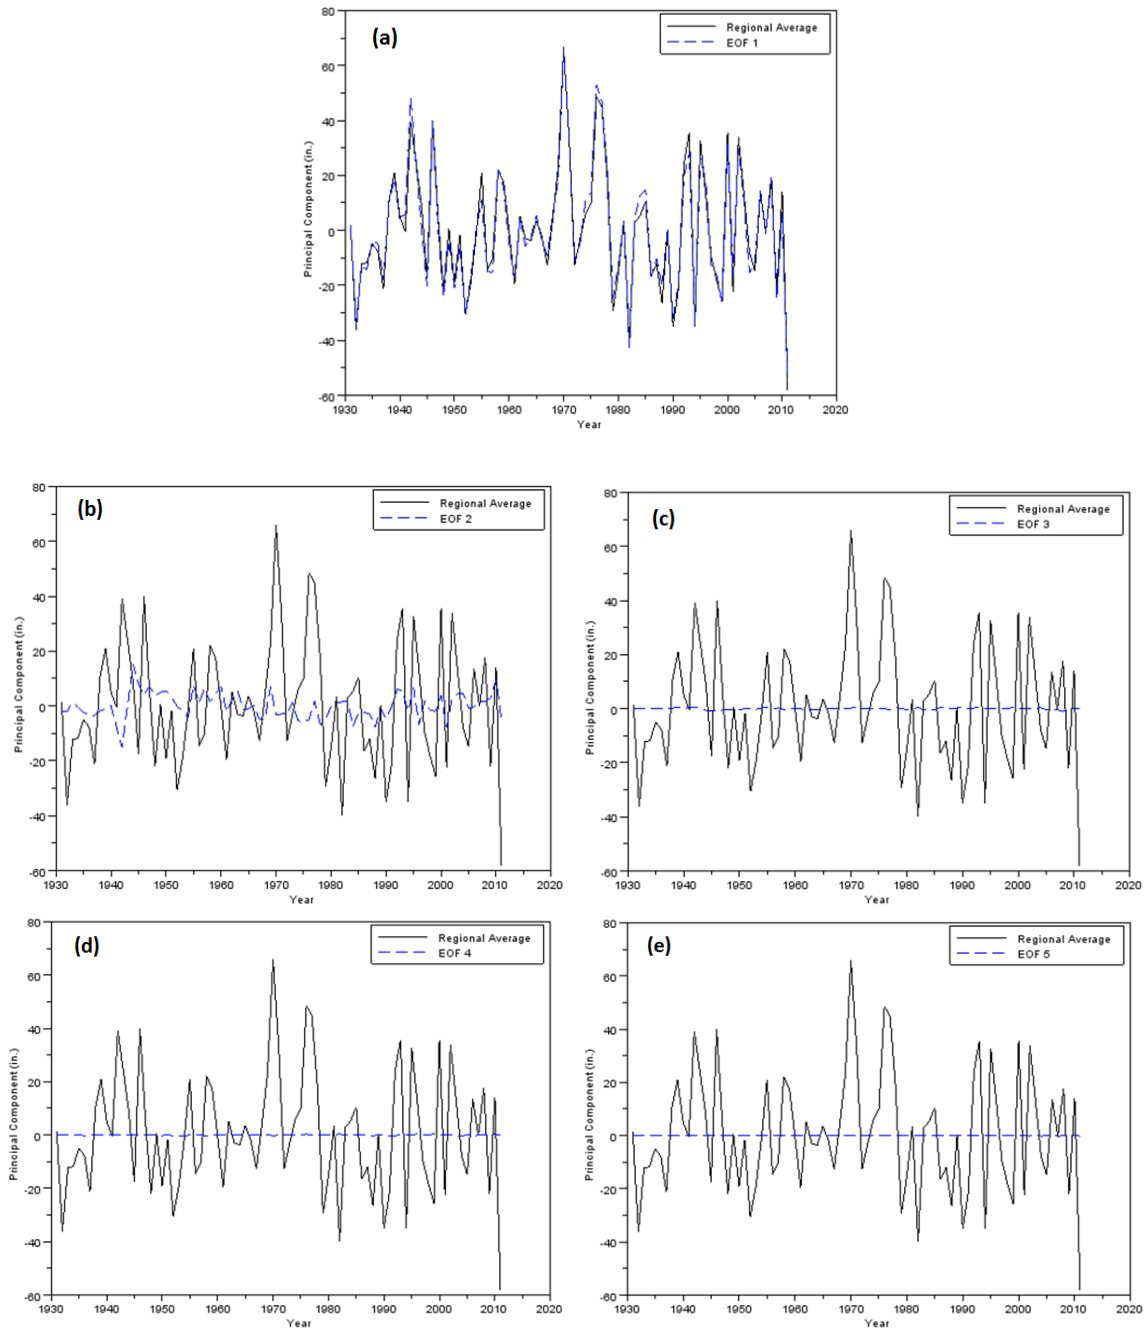 (a)
Regional Average
EOF 1
80
60
40
20
0
-20
-40
-60
Principal Component (in.)
1930 1940 1950 1960 1970 1980 1990 2000 2010 2020
Year
(b)
Regional Average
EOF 2
80
60
40
20
0
-20
-40
-60
Principal Component (in.)
1930 1940 1950 1960 1970 1980 1990 2000 2010 2020
Year
(c)
Regional Average
EOF 3
80
60
40
20
0
-20
-40
-60
Principal Component (in.)
1930 1940 1950 1960 1970 1980 1990 2000 2010 2020
Year
(d)
Regional Average
EOF 4
80
60
40
20
0
-20
-40
-60
Principal Component (in.)
1930 1940 1950 1960 1970 1980 1990 2000 2010 2020
Year
(e)
Regional Average
EOF 5
80
60
40
20
0
-20
-40
-60
Principal Component (in.)
1930 1940 1950 1960 1970 1980 1990 2000 2010 2020
Year